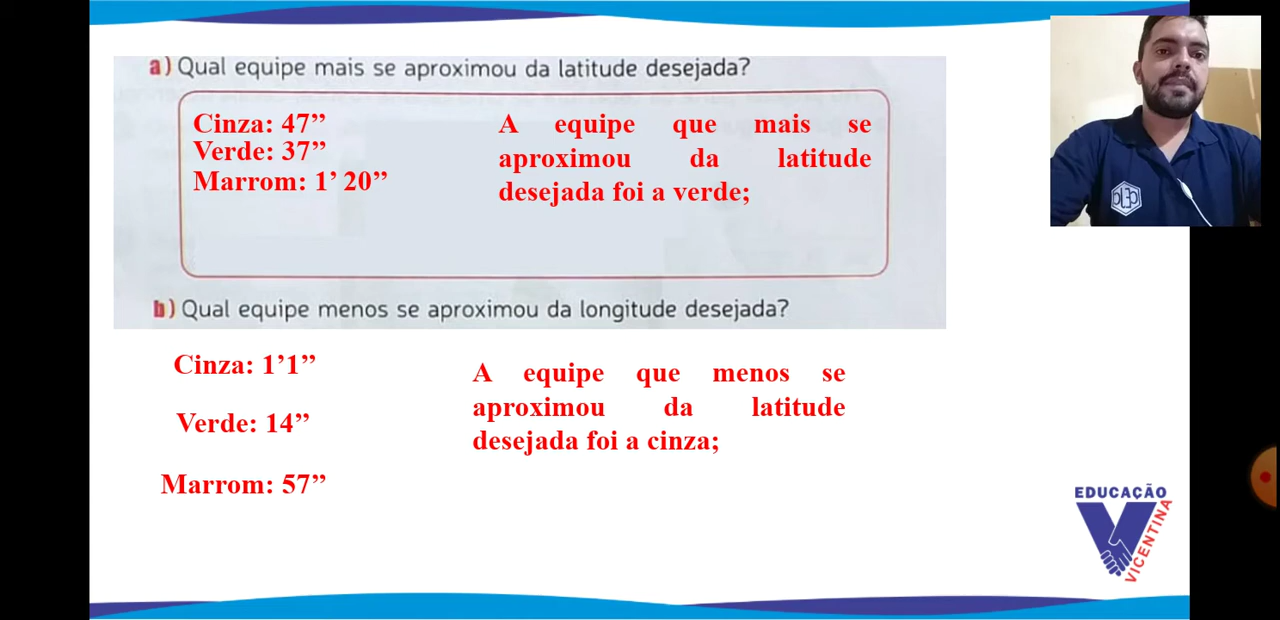 a) Qual equipe mais se aproximou da latitude desejada?
Cinza: 47”
Verde: 37”
Marrom: 1’ 20”
A equipe que mais se
aproximou da latitude
desejada foi a verde;
b) Qual equipe menos se aproximou da longitude desejada?
Cinza: 1’1”
Verde: 14”
Marrom: 57”
A equipe que menos se
aproximou da latitude
desejada foi a cinza;
EDUCAÇÃO
VICENTINA